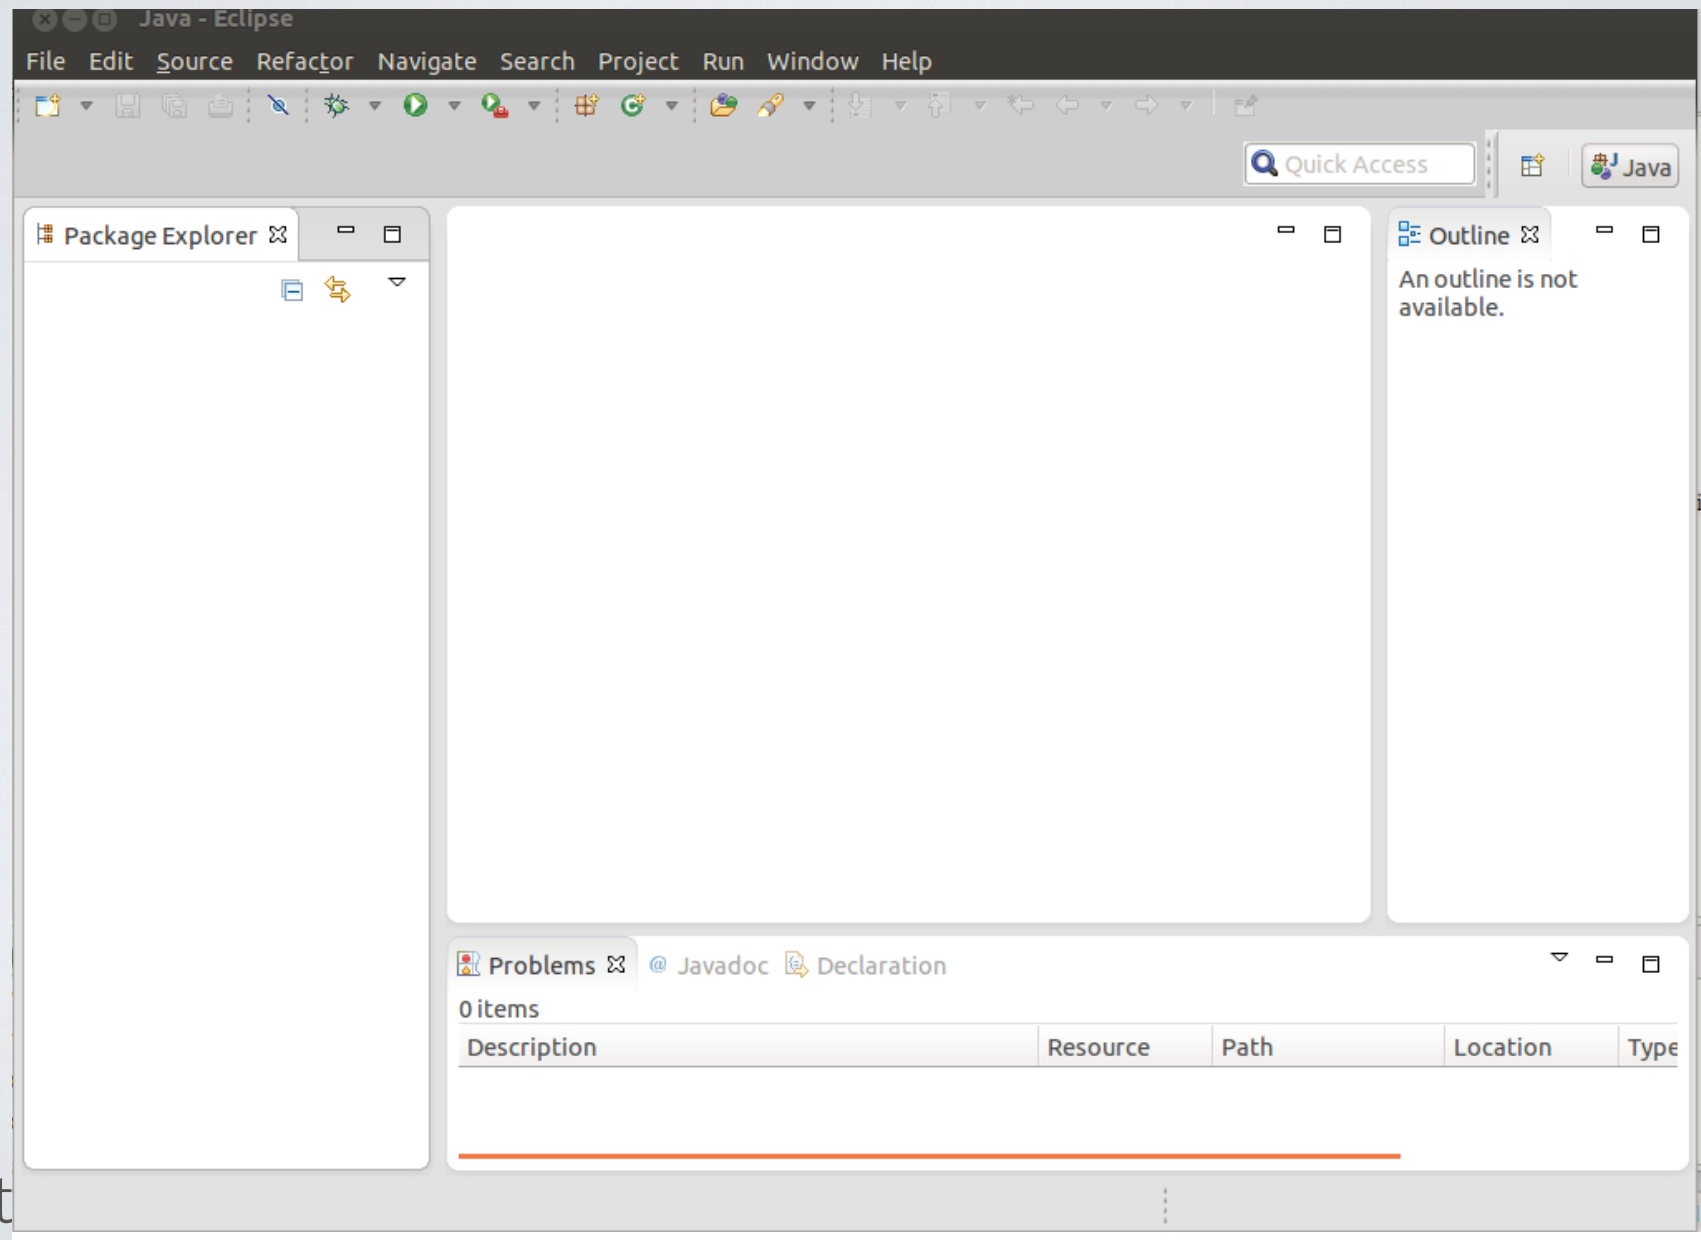 Java - Eclipse
File Edit Source Refactor Navigate Search Project Run Window Help
Quick Access
Java
Package Explorer
Outline
An outline is not
available.
Problems @ Javadoc Declaration
0 items
Description Resource Path Location Type
t